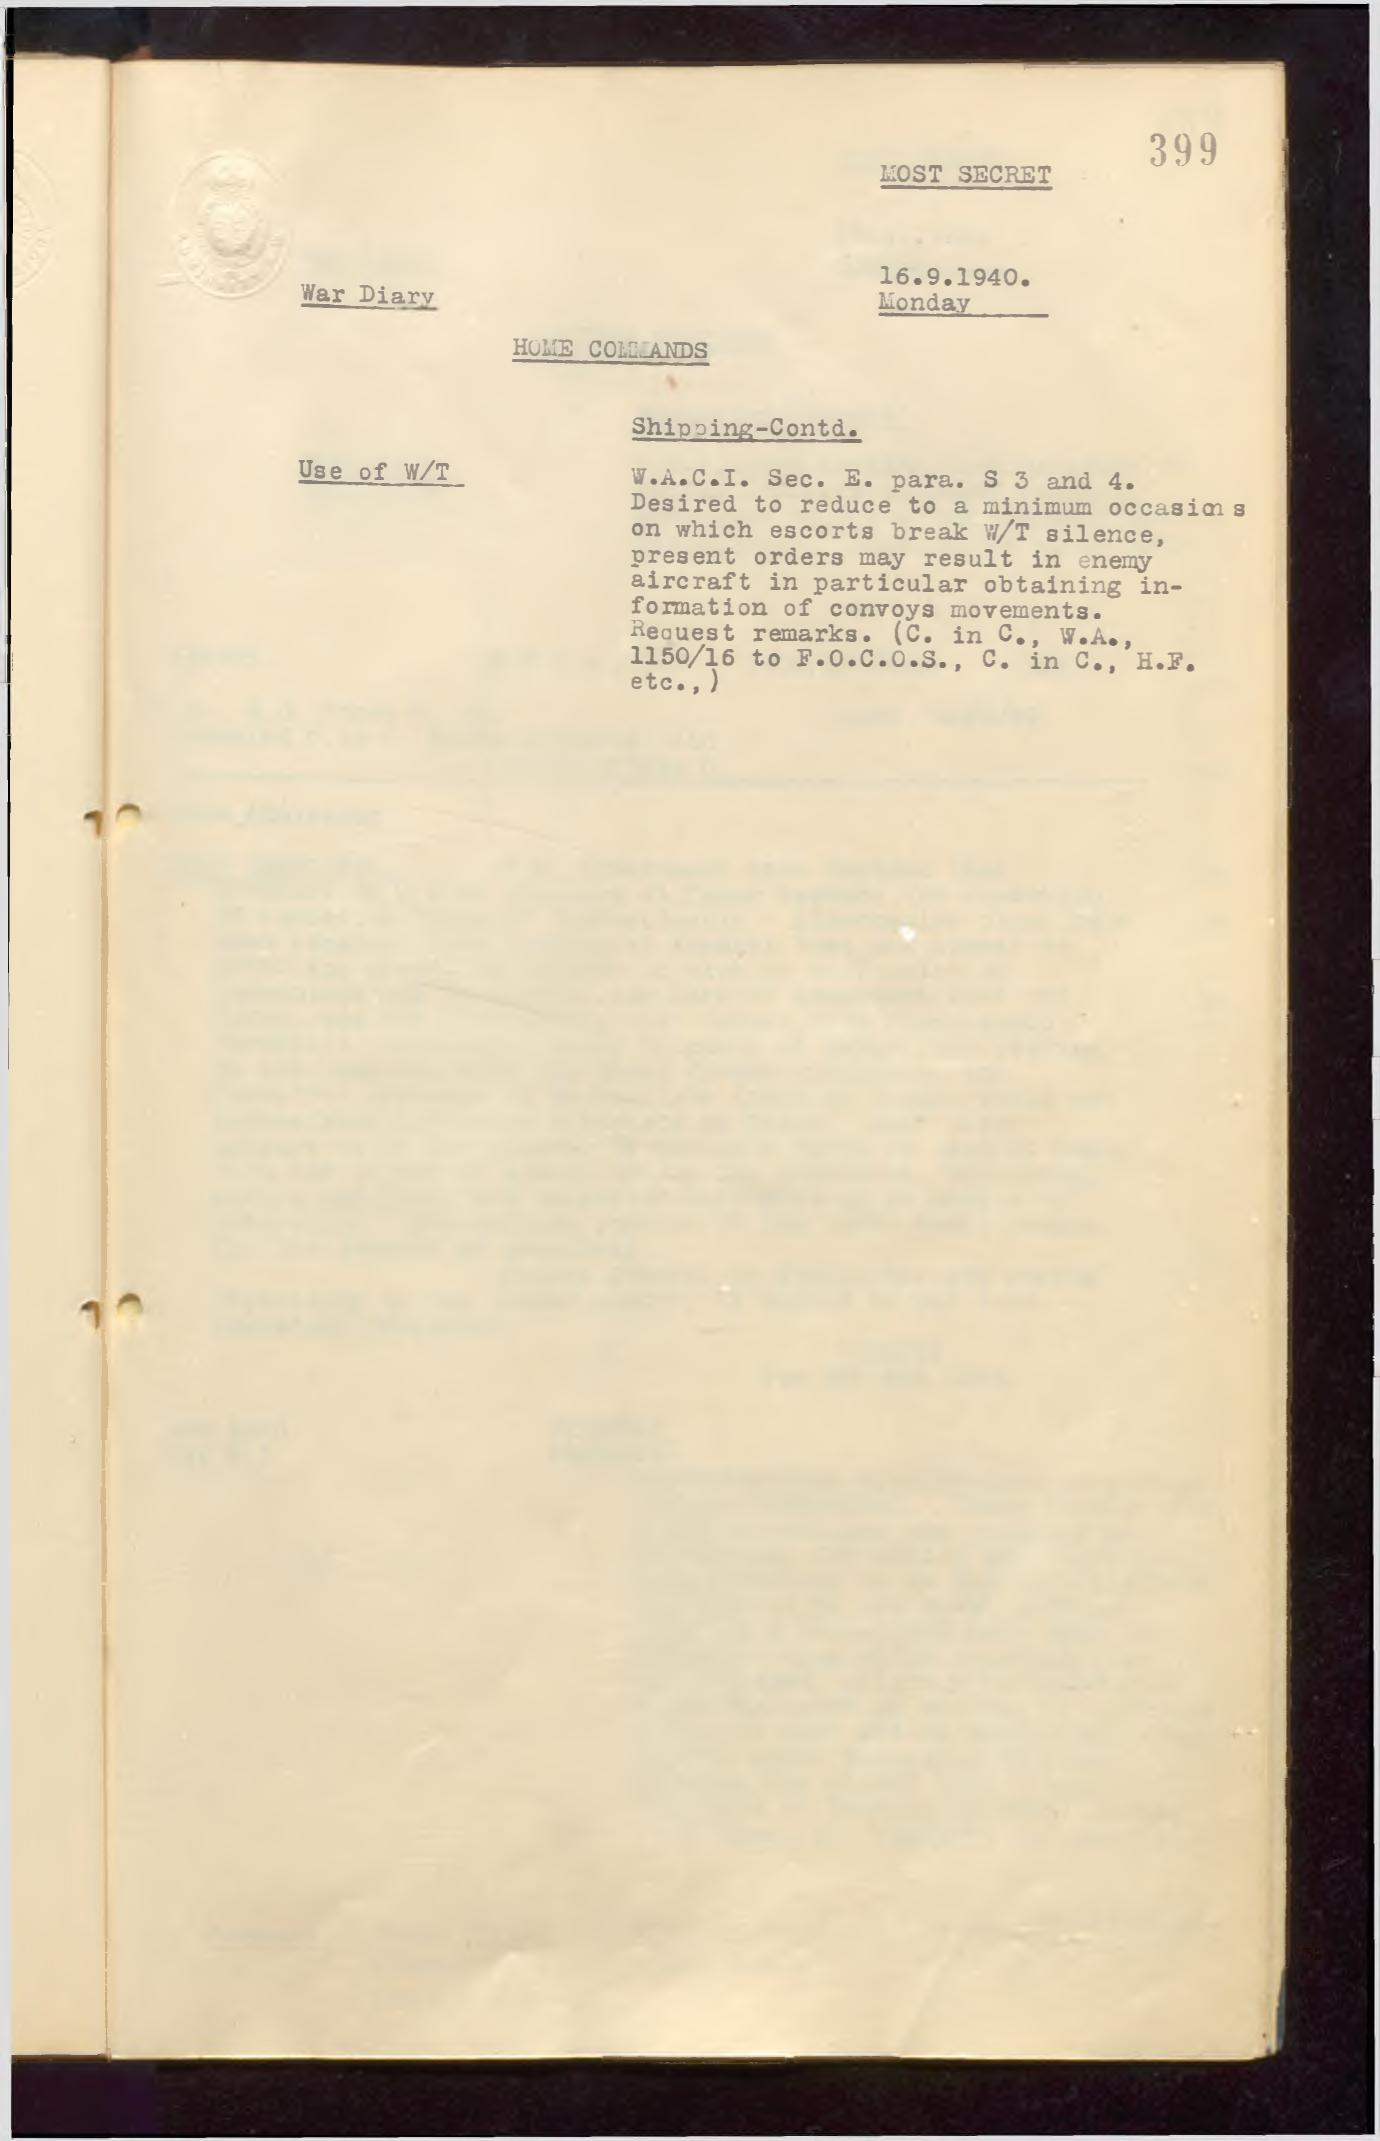 399
MOST SECRET
16.9.1940.
Monday
War Diary
HOME COMMANDS
Shipping-Contd.
Use of W/T
W.A.C.I. Sec. E. para. S 3 and 4.
Desired to reduce to a minimum occasions
on which escorts break W/T silence,
present orders may result in enemy
aircraft in particular obtaining in-
formation of convoys movements.
Request remarks. (C. in C., W.A.,
1150/16 to F.O.C.O.S., C. in C., H.F.
etc.,)